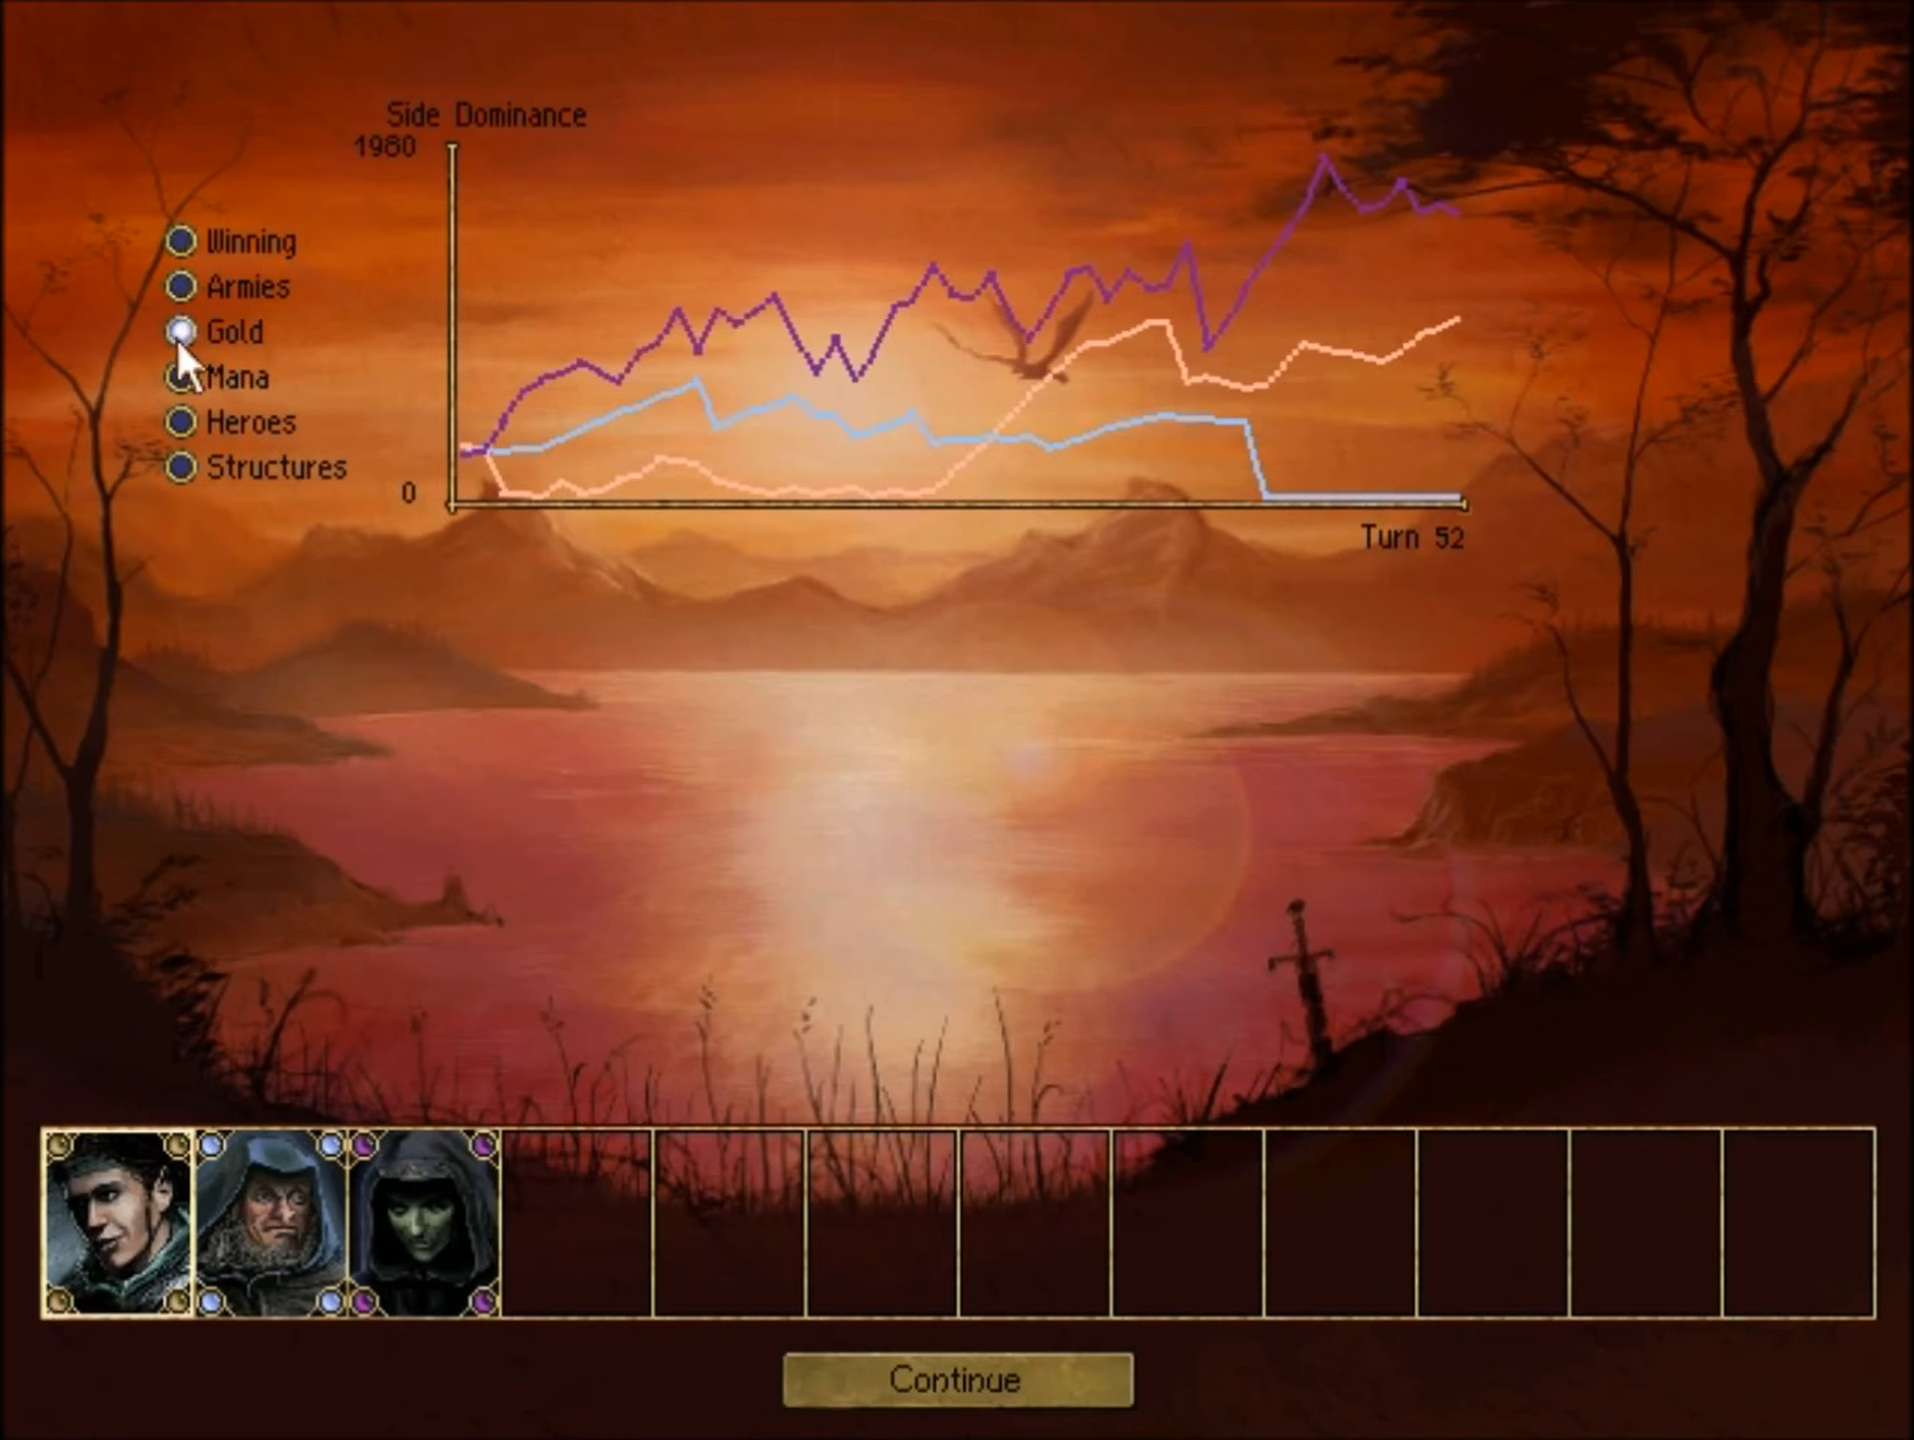 Side Dominance
1980
Winning
Armies
Gold
Mana
Heroes
Structures
0
Turn 52
Continue